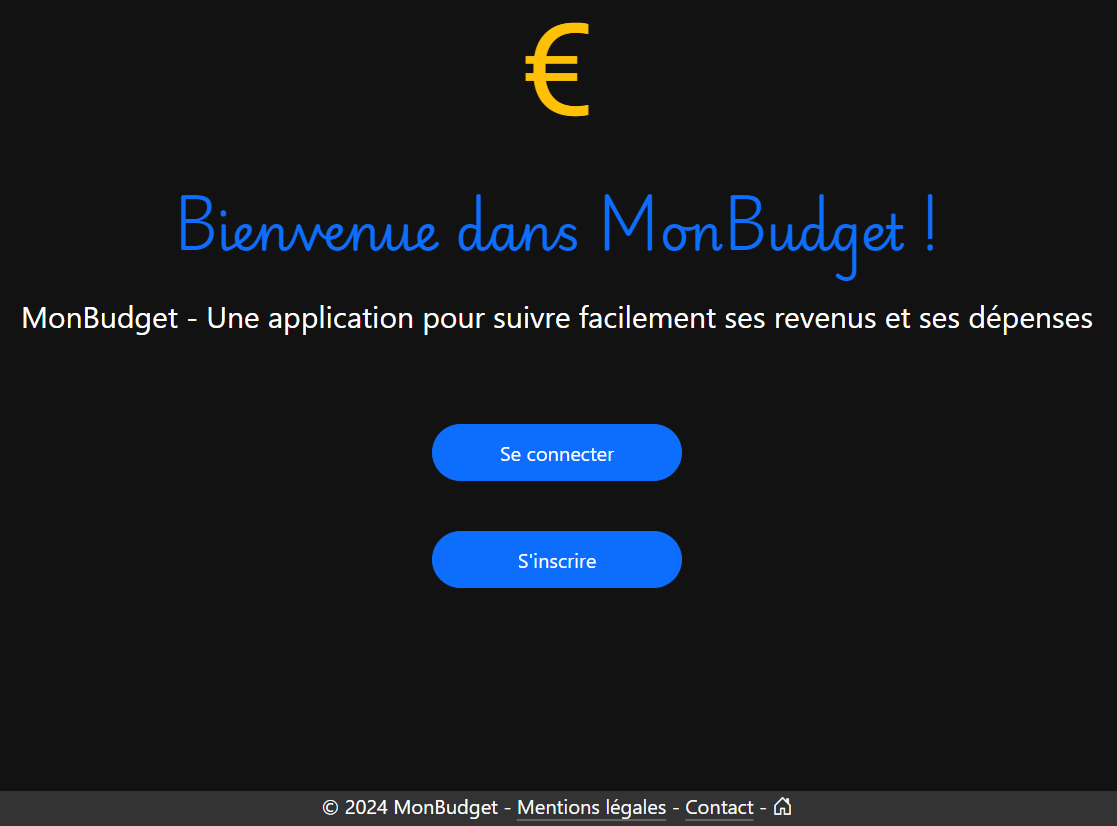 €
Bienvenue dans MonBudget !
MonBudget - Une application pour suivre facilement ses revenus et ses dépenses
Se connecter
S'inscrire
© 2024 MonBudget - Mentions légales - Contact -